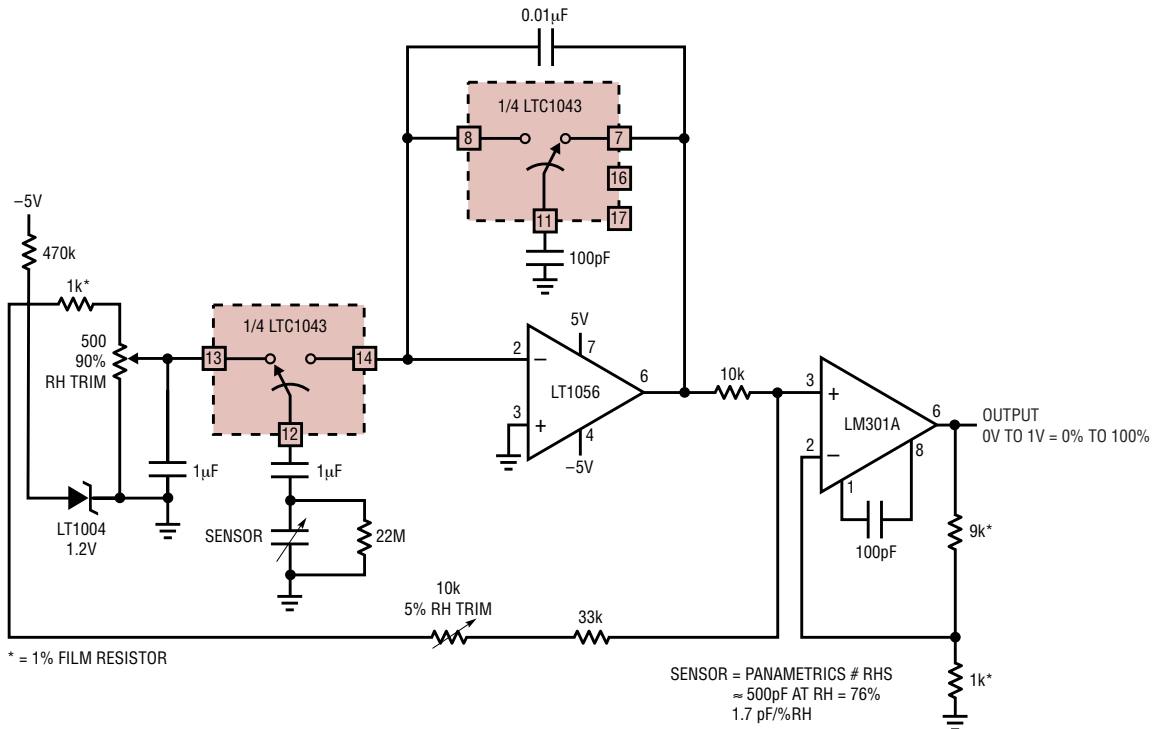 0.01µF
1/4 LTC1043
8
7
16
17
11
100pF
–5V
470k
1k*
500
90%
RH TRIM
1/4 LTC1043
13
14
12
1µF
1µF
LT1004
1.2V
SENSOR
22M
5V
2
–
7
LT1056
6
3
+
4
–5V
10k
3
+
LM301A
6
2
–
8
1
100pF
OUTPUT
0V TO 1V = 0% TO 100%
9k*
1k*
10k
5% RH TRIM
33k
* = 1% FILM RESISTOR
SENSOR = PANAMETRICS # RHS
≈ 500pF AT RH = 76%
1.7 pF/%RH